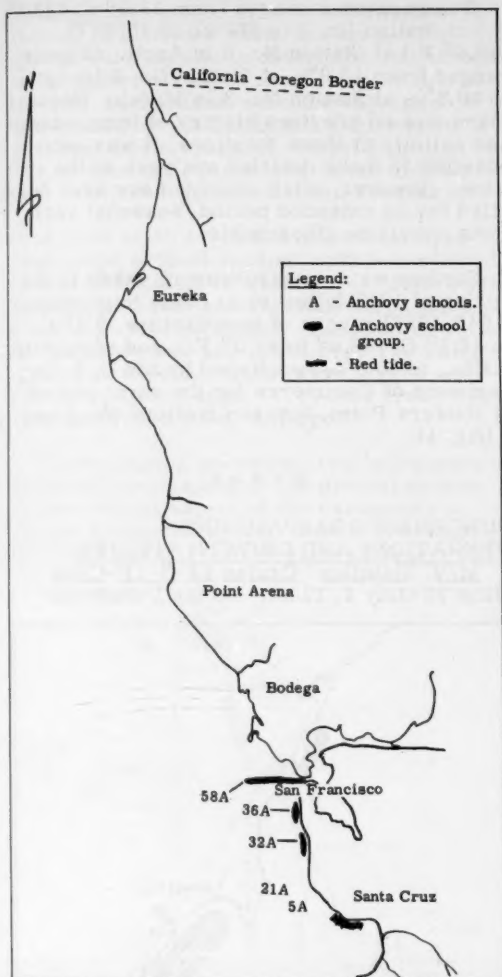 N
California - Oregon Border
Eureka
Legend:
A - Anchovy schools.
- Anchovy school
group.
- Red tide.
Point Arena
Bodega
San Francisco
58A
36A
32A
21A
5A
Santa Cruz